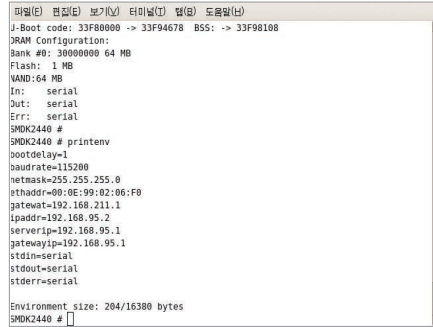 파일(F) 편집(E) 보기(V) 터미널(T) 탭(B) 도움말(H)
U-Boot code: 33F80000 -> 33F94678  BSS: -> 33F98108
DRAM Configuration:
Bank #0: 30000000 64 MB
Flash:  1 MB
NAND:64 MB
In:    serial
Out:   serial
Err:   serial
SMDK2440 #
SMDK2440 # printenv
bootdelay=1
baudrate=115200
netmask=255.255.255.0
ethaddr=00:0E:99:02:06:F0
gatewat=192.168.211.1
ipaddr=192.168.95.2
serverip=192.168.95.1
gatewayip=192.168.95.1
stdin=serial
stdout=serial
stderr=serial
Environment size: 204/16380 bytes
SMDK2440 #